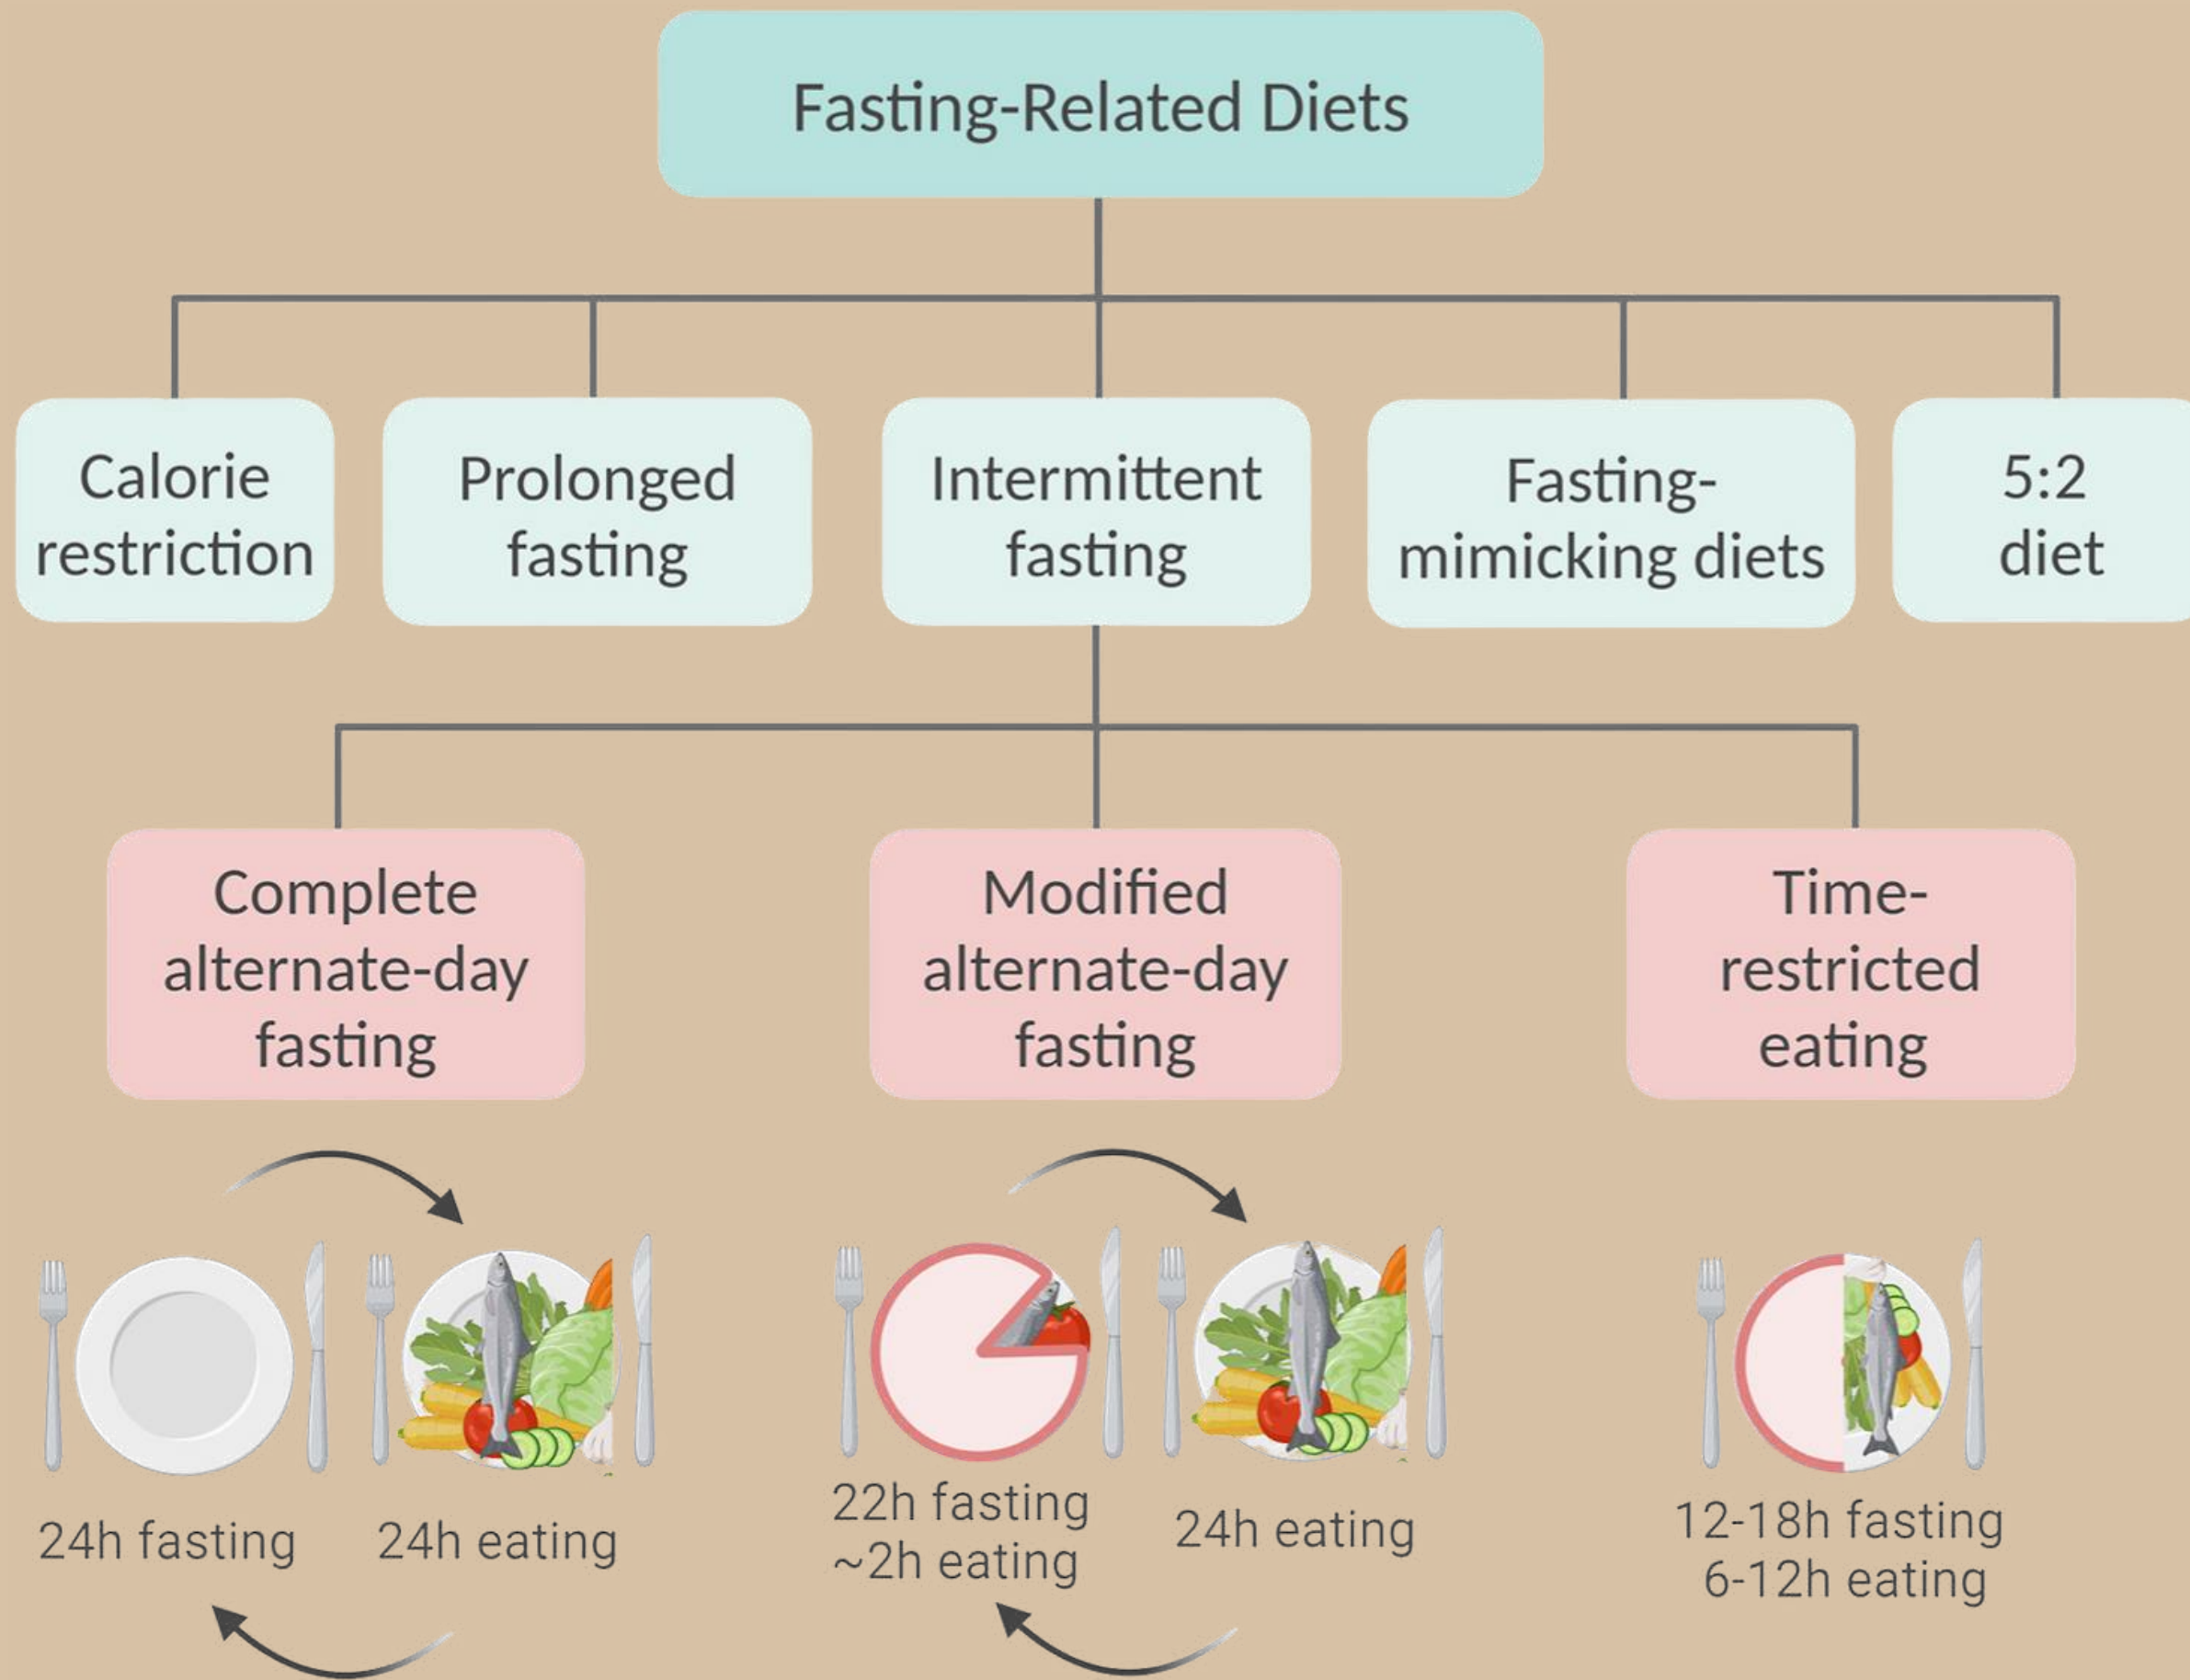 Fasting-Related Diets
Calorie
restriction
Prolonged
fasting
Intermittent
fasting
Fasting-
mimicking diets
5:2
diet
Complete
alternate-day
fasting
Modified
alternate-day
fasting
Time-
restricted
eating
24h fasting
24h eating
22h fasting
~2h eating
24h eating
12-18h fasting
6-12h eating